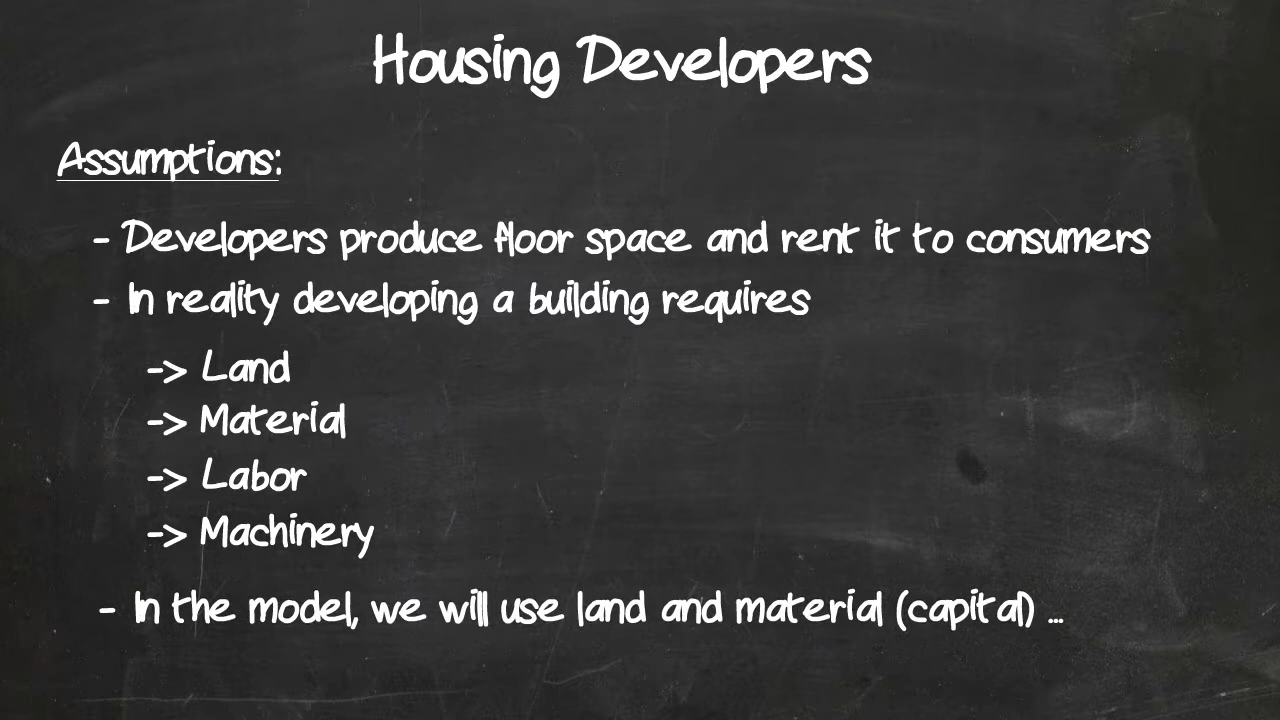 Housing Developers
Assumptions:
- Developers produce floor space and rent it to consumers
- In reality developing a building requires
-> Land
-> Material
-> Labor
-> Machinery
- In the model, we will use land and material (capital) ...